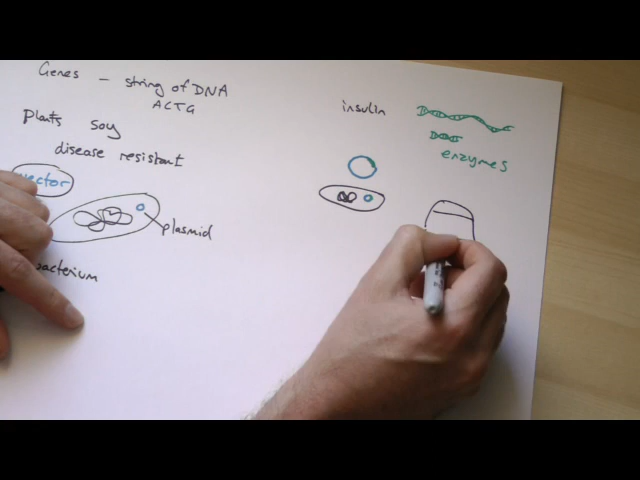 Genes – string of DNA
ACTG
Plants soy
disease resistant
vector
plasmid
bacterium
insulin
enzymes